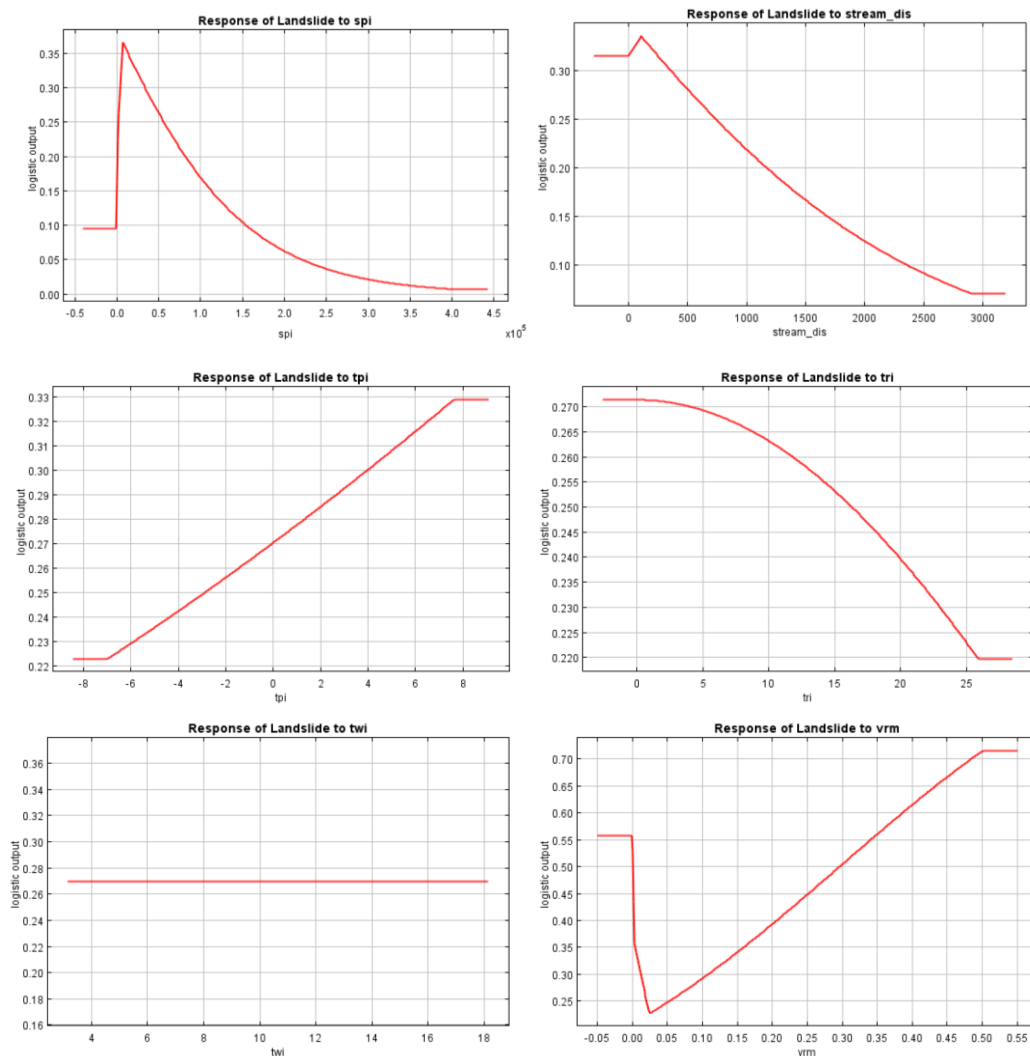 Response of Landslide to spi
logistic output
0.35
0.30
0.25
0.20
0.15
0.10
0.05
0.00
-0.5 0.0 0.5 1.0 1.5 2.0 2.5 3.0 3.5 4.0 4.5
x10⁵
spi
Response of Landslide to stream_dis
logistic output
0.30
0.25
0.20
0.15
0.10
0 500 1000 1500 2000 2500 3000
stream_dis
Response of Landslide to tpi
logistic output
0.33
0.32
0.31
0.30
0.29
0.28
0.27
0.26
0.25
0.24
0.23
0.22
-8 -6 -4 -2 0 2 4 6 8
tpi
Response of Landslide to tri
logistic output
0.270
0.265
0.260
0.255
0.250
0.245
0.240
0.235
0.230
0.225
0.220
0 5 10 15 20 25
tri
Response of Landslide to twi
logistic output
0.36
0.34
0.32
0.30
0.28
0.26
0.24
0.22
0.20
0.18
0.16
4 6 8 10 12 14 16 18
twi
Response of Landslide to vrm
logistic output
0.70
0.65
0.60
0.55
0.50
0.45
0.40
0.35
0.30
0.25
-0.05 0.00 0.05 0.10 0.15 0.20 0.25 0.30 0.35 0.40 0.45 0.50 0.55
vrm